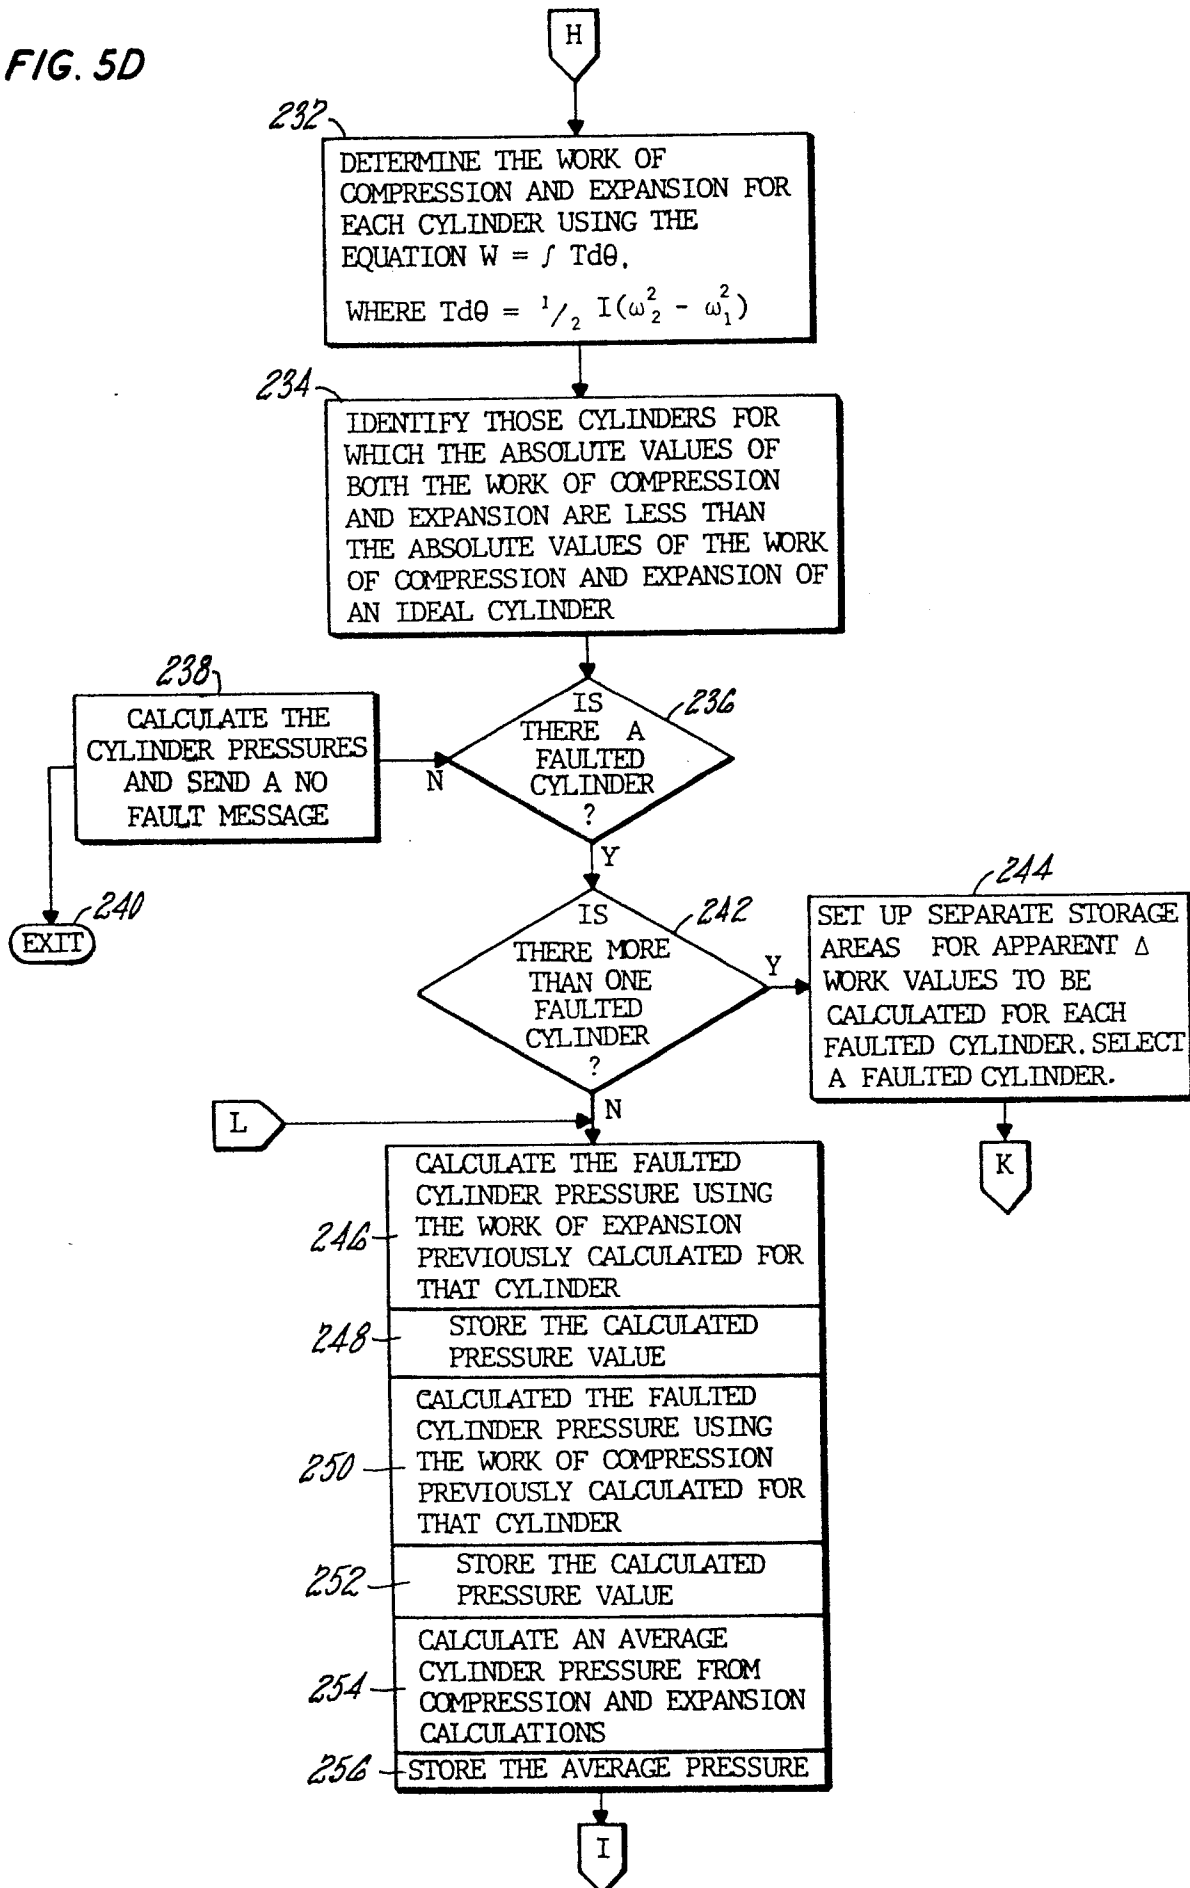 FIG. 5D
H
232
DETERMINE THE WORK OF
COMPRESSION AND EXPANSION FOR
EACH CYLINDER USING THE
EQUATION W = ∫ Tdθ.
WHERE Tdθ = 1/2 I(ω₂² - ω₁²)
234
IDENTIFY THOSE CYLINDERS FOR
WHICH THE ABSOLUTE VALUES OF
BOTH THE WORK OF COMPRESSION
AND EXPANSION ARE LESS THAN
THE ABSOLUTE VALUES OF THE WORK
OF COMPRESSION AND EXPANSION OF
AN IDEAL CYLINDER
238
CALCULATE THE
CYLINDER PRESSURES
AND SEND A NO
FAULT MESSAGE
N
236
IS
THERE A
FAULTED
CYLINDER
?
Y
240
EXIT
242
IS
THERE MORE
THAN ONE
FAULTED
CYLINDER
?
Y
244
SET UP SEPARATE STORAGE
AREAS FOR APPARENT Δ
WORK VALUES TO BE
CALCULATED FOR EACH
FAULTED CYLINDER. SELECT
A FAULTED CYLINDER.
K
N
L
246
CALCULATE THE FAULTED
CYLINDER PRESSURE USING
THE WORK OF EXPANSION
PREVIOUSLY CALCULATED FOR
THAT CYLINDER
248
STORE THE CALCULATED
PRESSURE VALUE
250
CALCULATED THE FAULTED
CYLINDER PRESSURE USING
THE WORK OF COMPRESSION
PREVIOUSLY CALCULATED FOR
THAT CYLINDER
252
STORE THE CALCULATED
PRESSURE VALUE
254
CALCULATE AN AVERAGE
CYLINDER PRESSURE FROM
COMPRESSION AND EXPANSION
CALCULATIONS
256
STORE THE AVERAGE PRESSURE
I